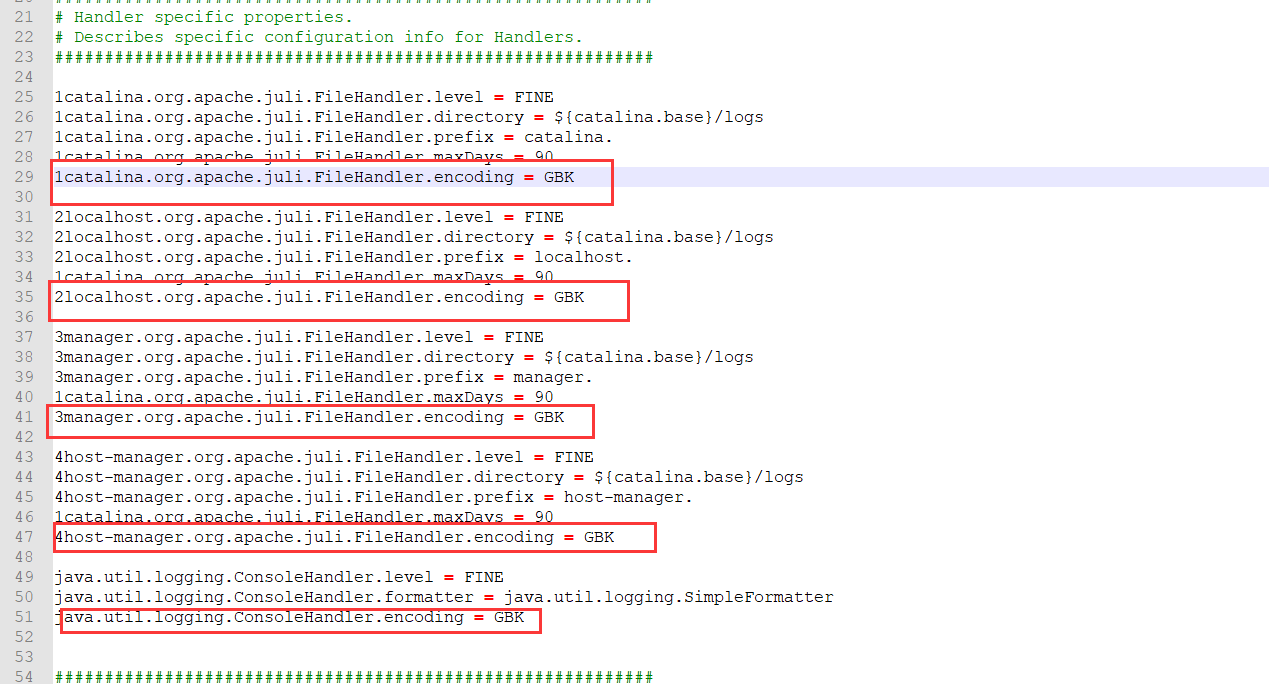 21 # Handler specific properties.
22 # Describes specific configuration info for Handlers.
23 ############################################################
24
25 1catalina.org.apache.juli.FileHandler.level = FINE
26 1catalina.org.apache.juli.FileHandler.directory = ${catalina.base}/logs
27 1catalina.org.apache.juli.FileHandler.prefix = catalina.
28 1catalina.org.apache.juli.FileHandler.maxDays = 90
29 1catalina.org.apache.juli.FileHandler.encoding = GBK
30
31 2localhost.org.apache.juli.FileHandler.level = FINE
32 2localhost.org.apache.juli.FileHandler.directory = ${catalina.base}/logs
33 2localhost.org.apache.juli.FileHandler.prefix = localhost.
34 1catalina.org.apache.juli.FileHandler.maxDays = 90
35 2localhost.org.apache.juli.FileHandler.encoding = GBK
36
37 3manager.org.apache.juli.FileHandler.level = FINE
38 3manager.org.apache.juli.FileHandler.directory = ${catalina.base}/logs
39 3manager.org.apache.juli.FileHandler.prefix = manager.
40 1catalina.org.apache.juli.FileHandler.maxDays = 90
41 3manager.org.apache.juli.FileHandler.encoding = GBK
42
43 4host-manager.org.apache.juli.FileHandler.level = FINE
44 4host-manager.org.apache.juli.FileHandler.directory = ${catalina.base}/logs
45 4host-manager.org.apache.juli.FileHandler.prefix = host-manager.
46 1catalina.org.apache.juli.FileHandler.maxDays = 90
47 4host-manager.org.apache.juli.FileHandler.encoding = GBK
48
49 java.util.logging.ConsoleHandler.level = FINE
50 java.util.logging.ConsoleHandler.formatter = java.util.logging.SimpleFormatter
51 java.util.logging.ConsoleHandler.encoding = GBK
52
53
54 ############################################################